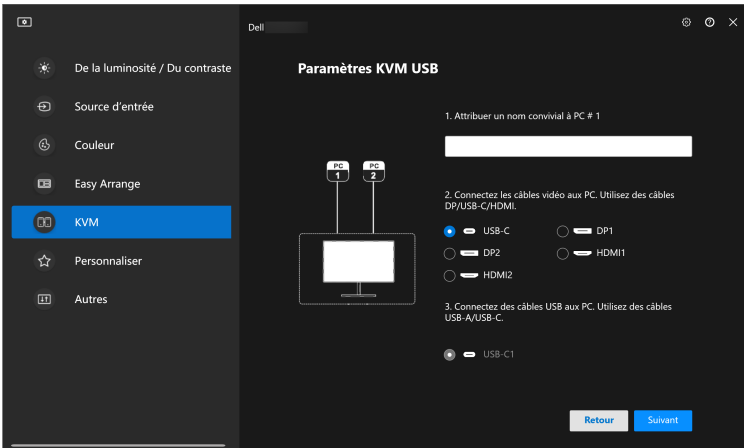 Dell
De la luminosité / Du contraste
Source d'entrée
Couleur
Easy Arrange
KVM
Personnaliser
Autres
Paramètres KVM USB
PC
1
PC
2
1. Attribuer un nom convivial à PC # 1
2. Connectez les câbles vidéo aux PC. Utilisez des câbles
DP/USB-C/HDMI.
USB-C
DP1
DP2
HDMI1
HDMI2
3. Connectez des câbles USB aux PC. Utilisez des câbles
USB-A/USB-C.
USB-C1
Retour
Suivant